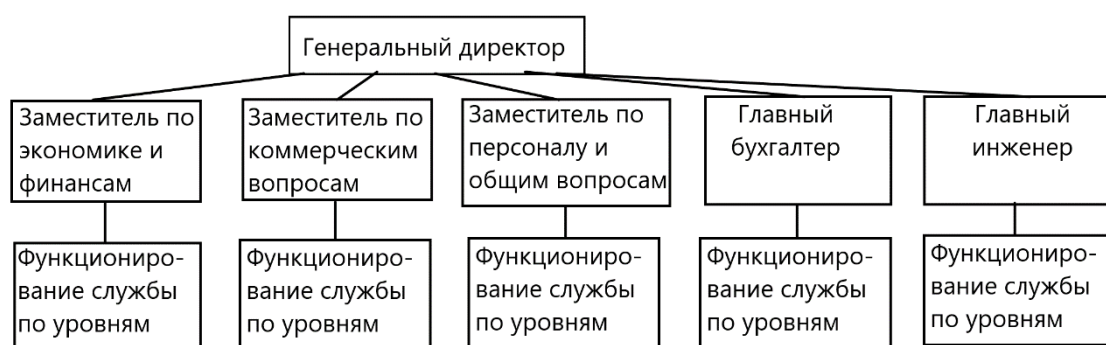 Генеральный директор
Заместитель по
экономике и
финансам
Заместитель по
коммерческим
вопросам
Заместитель по
персоналу и
общим вопросам
Главный
бухгалтер
Главный
инженер
Функциониро-
вание службы
по уровням
Функциониро-
вание службы
по уровням
Функциониро-
вание службы
по уровням
Функциониро-
вание службы
по уровням
Функциониро-
вание службы
по уровням